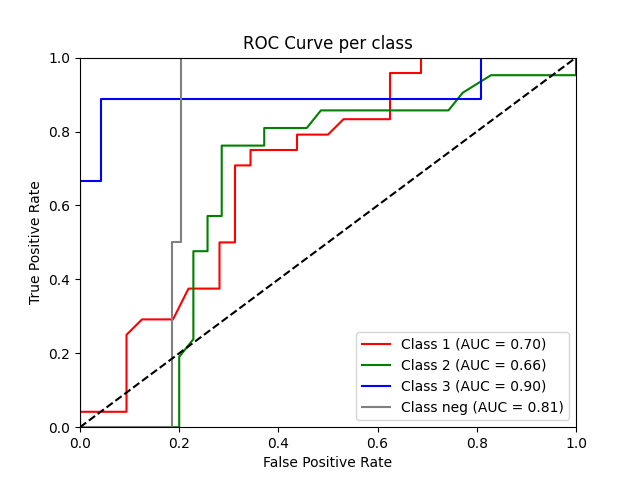 ROC Curve per class
True Positive Rate
1.0
0.8
0.6
0.4
0.2
0.0
Class 1 (AUC = 0.70)
Class 2 (AUC = 0.66)
Class 3 (AUC = 0.90)
Class neg (AUC = 0.81)
0.0 0.2 0.4 0.6 0.8 1.0
False Positive Rate